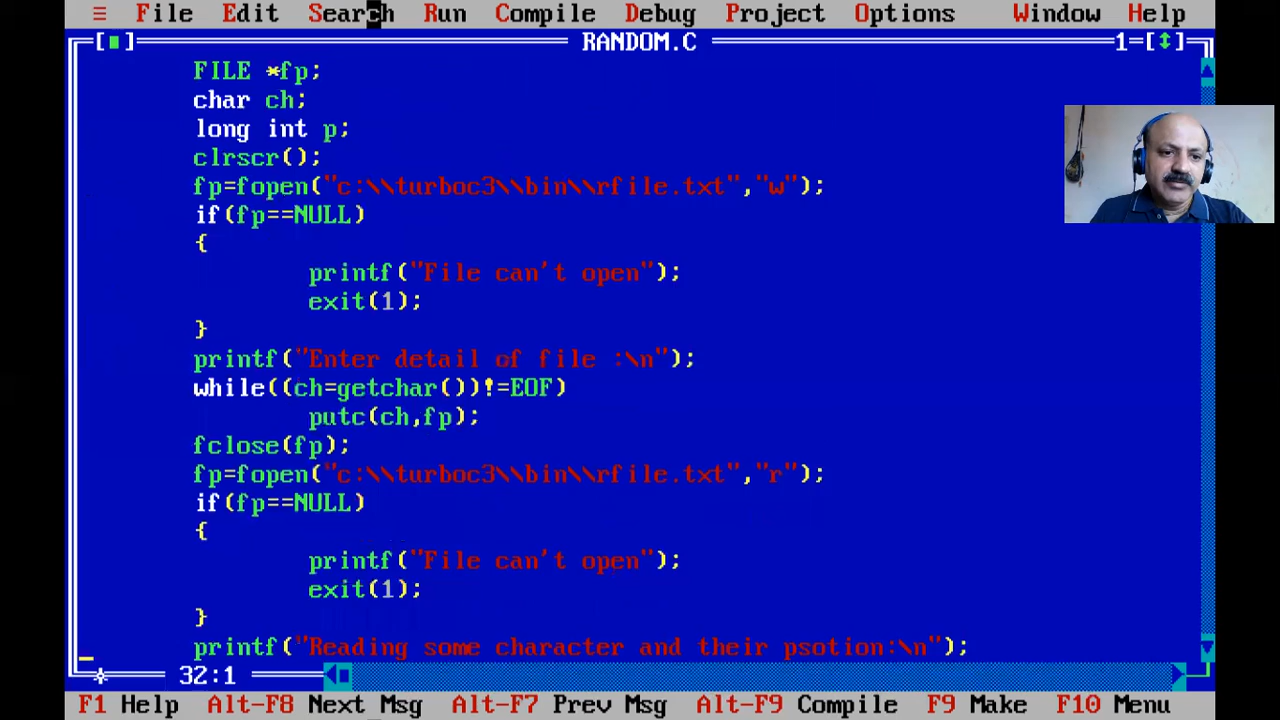 ≡ File Edit Search Run Compile Debug Project Options Window Help
[■] RANDOM.C 1=[↕]
FILE *fp;
char ch;
long int p;
clrscr();
fp=fopen("c:\\turboc3\\bin\\rfile.txt","w");
if(fp==NULL)
{
printf("File can't open");
exit(1);
}
printf("Enter detail of file :\n");
while((ch=getchar())!=EOF)
putc(ch,fp);
fclose(fp);
fp=fopen("c:\\turboc3\\bin\\rfile.txt","r");
if(fp==NULL)
{
printf("File can't open");
exit(1);
}
printf("Reading some character and their psotion:\n");
32:1
F1 Help Alt-F8 Next Msg Alt-F7 Prev Msg Alt-F9 Compile F9 Make F10 Menu